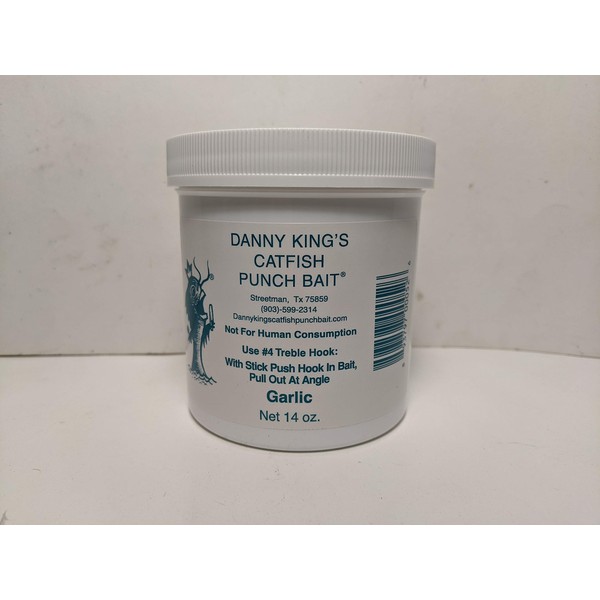 DANNY KING'S
CATFISH
PUNCH BAIT®
Streetman, Tx 75859
(903)-599-2314
Dannykingscatfishpunchbait.com
Not For Human Consumption
Use #4 Treble Hook:
With Stick Push Hook In Bait,
Pull Out At Angle
Garlic
Net 14 oz.